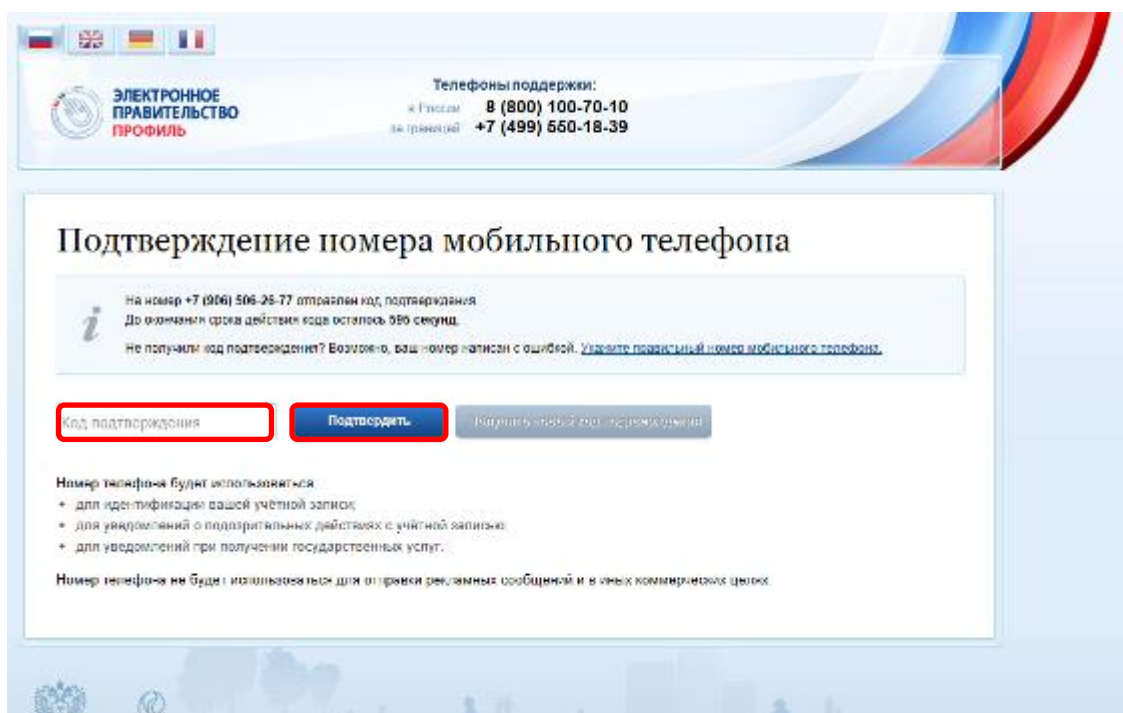 ЭЛЕКТРОННОЕ
ПРАВИТЕЛЬСТВО
ПРОФИЛЬ
Телефоны поддержки:
в России 8 (800) 100-70-10
за границей +7 (499) 550-18-39
Подтверждение номера мобильного телефона
На номер +7 (906) 506-26-77 отправлен код подтверждения
До окончания срока действия кода осталось 595 секунд.
Не получили код подтверждения? Возможно, ваш номер написан с ошибкой. Укажите правильный номер мобильного телефона.
Код подтверждения
Подтвердить
Получить новый код подтверждения
Номер телефона будет использоваться
для идентификации вашей учётной записи;
для уведомлений о подозрительных действиях с учётной записью;
для уведомлений при получении государственных услуг.
Номер телефона не будет использоваться для отправки рекламных сообщений и в иных коммерческих целях.